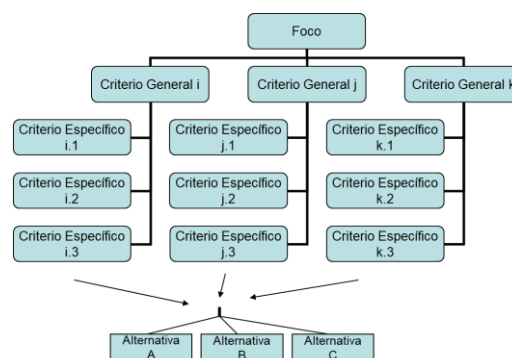 Foco
Criterio General i
Criterio General j
Criterio General k
Criterio Específico
i.1
Criterio Específico
j.1
Criterio Específico
k.1
Criterio Específico
i.2
Criterio Específico
j.2
Criterio Específico
k.2
Criterio Específico
i.3
Criterio Específico
j.3
Criterio Específico
k.3
Alternativa
A
Alternativa
B
Alternativa
C